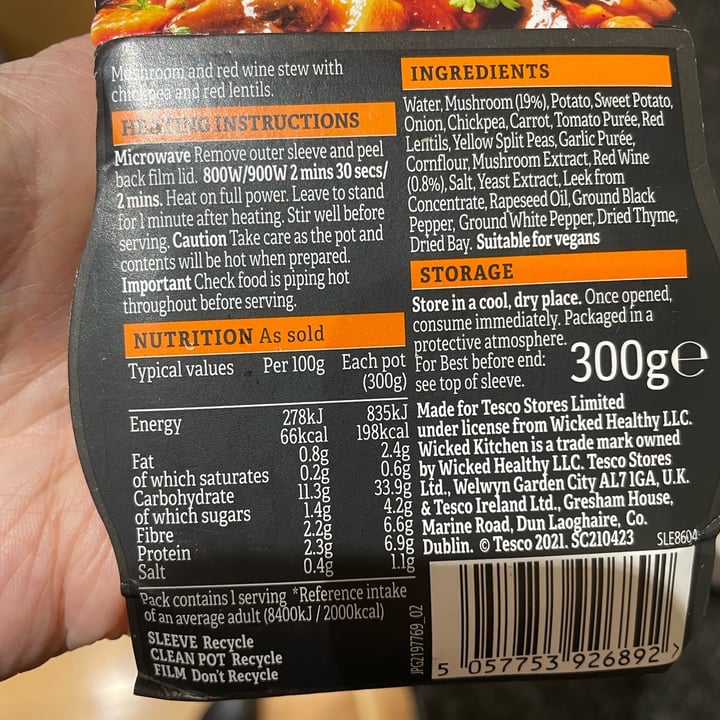 Mushroom and red wine stew with
chickpea and red lentils.
HEATING INSTRUCTIONS
Microwave Remove outer sleeve and peel
back film lid. 800W/900W 2 mins 30 secs/
2 mins. Heat on full power. Leave to stand
for 1 minute after heating. Stir well before
serving. Caution Take care as the pot and
contents will be hot when prepared.
Important Check food is piping hot
throughout before serving.
NUTRITION As sold
Typical values Per 100g Each pot
(300g)
Energy 278kJ 835kJ
66kcal 198kcal
Fat 0.8g 2.4g
of which saturates 0.2g 0.6g
Carbohydrate 11.3g 33.9g
of which sugars 1.4g 4.2g
Fibre 2.2g 6.6g
Protein 2.3g 6.9g
Salt 0.4g 1.1g
Pack contains 1 serving *Reference intake
of an average adult (8400kJ / 2000kcal)
SLEEVE Recycle
CLEAN POT Recycle
FILM Don't Recycle
INGREDIENTS
Water, Mushroom (19%), Potato, Sweet Potato,
Onion, Chickpea, Carrot, Tomato Purée, Red
Lentils, Yellow Split Peas, Garlic Purée,
Cornflour, Mushroom Extract, Red Wine
(0.8%), Salt, Yeast Extract, Leek from
Concentrate, Rapeseed Oil, Ground Black
Pepper, Ground White Pepper, Dried Thyme,
Dried Bay. Suitable for vegans
STORAGE
Store in a cool, dry place. Once opened,
consume immediately. Packaged in a
protective atmosphere.
For Best before end:
see top of sleeve.
300g℮
Made for Tesco Stores Limited
under license from Wicked Healthy LLC.
Wicked Kitchen is a trade mark owned
by Wicked Healthy LLC. Tesco Stores
Ltd., Welwyn Garden City AL7 1GA, U.K.
& Tesco Ireland Ltd., Gresham House,
Marine Road, Dun Laoghaire, Co.
Dublin. © Tesco 2021. SC210423 SLE8604
JPG2197769_02
5 057753 926892 >